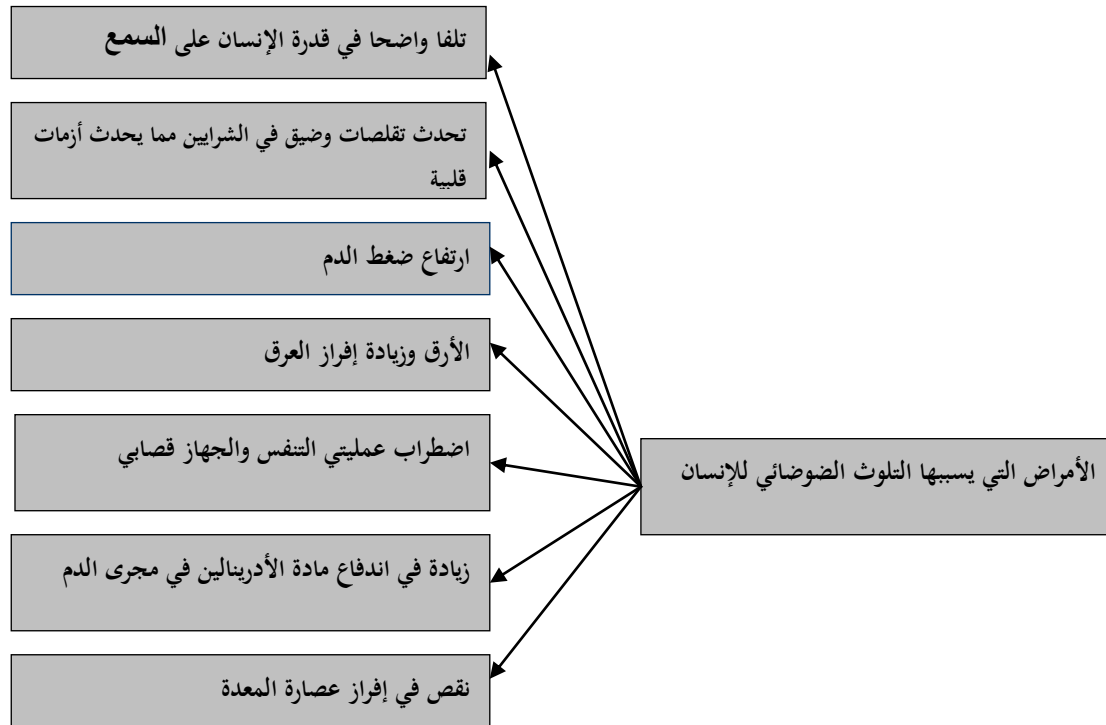 الأمراض التي يسببها التلوث الضوضائي للإنسان
تلفا واضحا في قدرة الإنسان على السمع
تحدث تقلصات وضيق في الشرايين مما يحدث أزمات
قلبية
ارتفاع ضغط الدم
الأرق وزيادة إفراز العرق
اضطراب عمليتي التنفس والجهاز قصابي
زيادة في اندفاع مادة الأدرينالين في مجرى الدم
نقص في إفراز عصارة المعدة